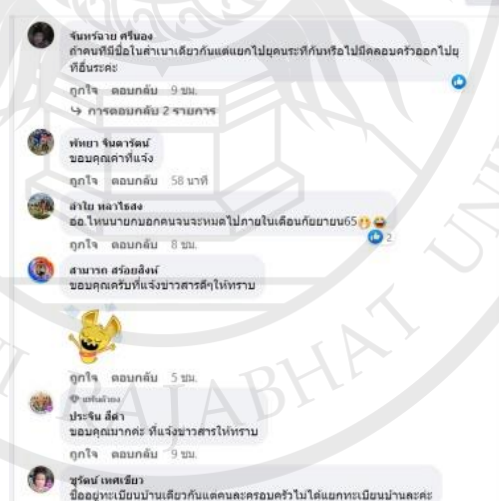 จันทร์ฉาย ศรีนอง
ถ้าคนที่มีชื่อในสำเนาเดียวกันแต่แยกไปยุคนระที่กันหรือไปมีคลอบครัวออกไปยุ
ที่อื่นระค่ะ
ถูกใจ ตอบกลับ 9 ชม.
การตอบกลับ 2 รายการ
พัทยา จินดารัตน์
ขอบคุณค่าที่แจ้ง
ถูกใจ ตอบกลับ 58 นาที
ลำไย หลาวไธสง
ฮ่อ.ไหนนายกบอกคนจนจะหมดไปภายในเดือนกัยยายน65
2
ถูกใจ ตอบกลับ 8 ชม.
สามารถ สร้อยสิงห์
ขอบคุณครับที่แจ้งข่าวสารดีๆให้ทราบ
ถูกใจ ตอบกลับ 5 ชม.
แฟนตัวยง
ประจิน สีดา
ขอบคุณมากค่ะ ที่แจ้งข่าวสารให้ทราบ
ถูกใจ ตอบกลับ 9 ชม.
ชูรัตน์ เทศเขียว
ชื่ออยู่ทะเบียนบ้านเดียวกันแต่คนละครอบครัวไม่ได้แยกทะเบียนบ้านละค่ะ
RAJABHAT